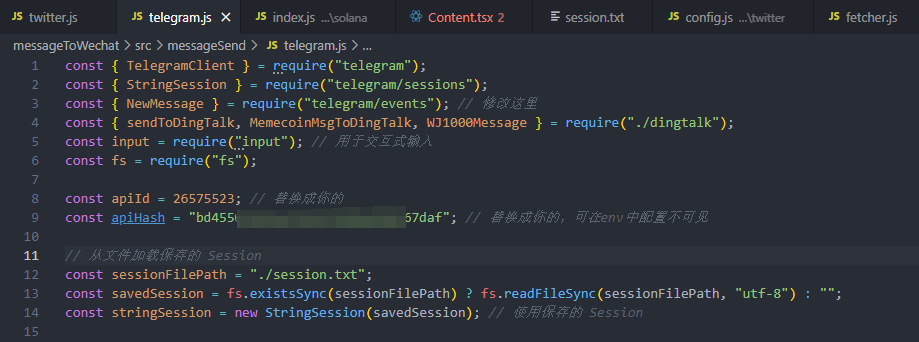 twitter.js
telegram.js
index.js ...\solana
Content.tsx 2
session.txt
config.js ...\twitter
fetcher.js
messageToWechat > src > messageSend > JS telegram.js > ...
1 const { TelegramClient } = require("telegram");
2 const { StringSession } = require("telegram/sessions");
3 const { NewMessage } = require("telegram/events"); // 修改这里
4 const { sendToDingTalk, MemecoinMsgToDingTalk, WJ1000Message } = require("./dingtalk");
5 const input = require("input"); // 用于交互式输入
6 const fs = require("fs");
7
8 const apiId = 26575523; // 替换成你的
9 const apiHash = "bd455 67daf"; // 替换成你的，可在env中配置不可见
10
11 // 从文件加载保存的 Session
12 const sessionFilePath = "./session.txt";
13 const savedSession = fs.existsSync(sessionFilePath) ? fs.readFileSync(sessionFilePath, "utf-8") : "";
14 const stringSession = new StringSession(savedSession); // 使用保存的 Session
15